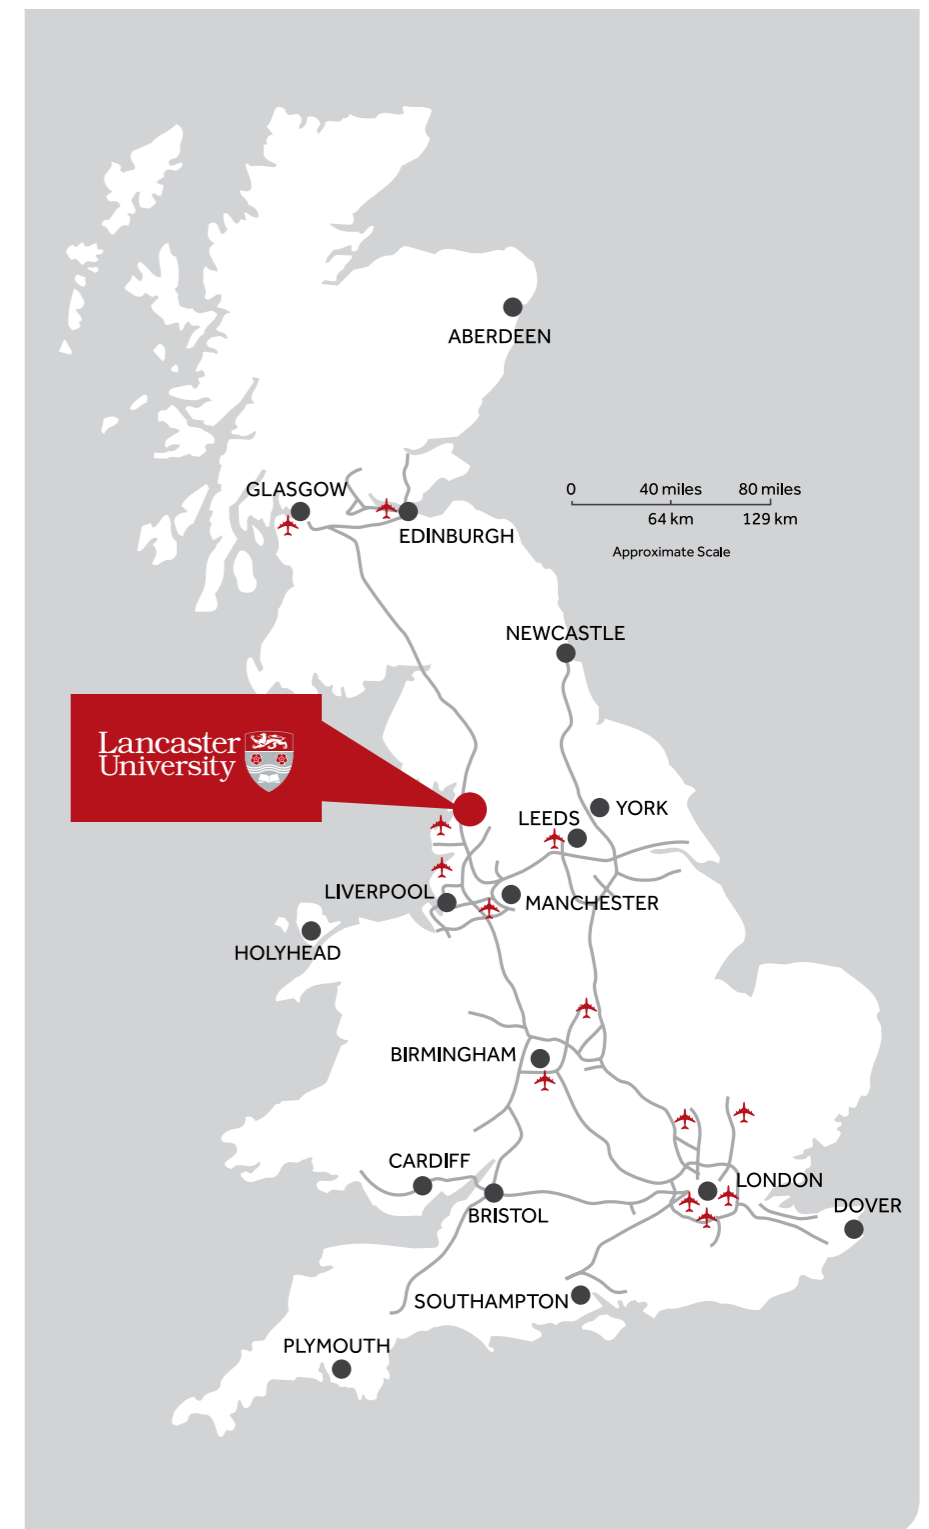 ABERDEEN
GLASGOW
EDINBURGH
0 40 miles 80 miles
64 km 129 km
Approximate Scale
NEWCASTLE
Lancaster
University
YORK
LEEDS
LIVERPOOL
MANCHESTER
HOLYHEAD
BIRMINGHAM
CARDIFF
LONDON
DOVER
BRISTOL
SOUTHAMPTON
PLYMOUTH